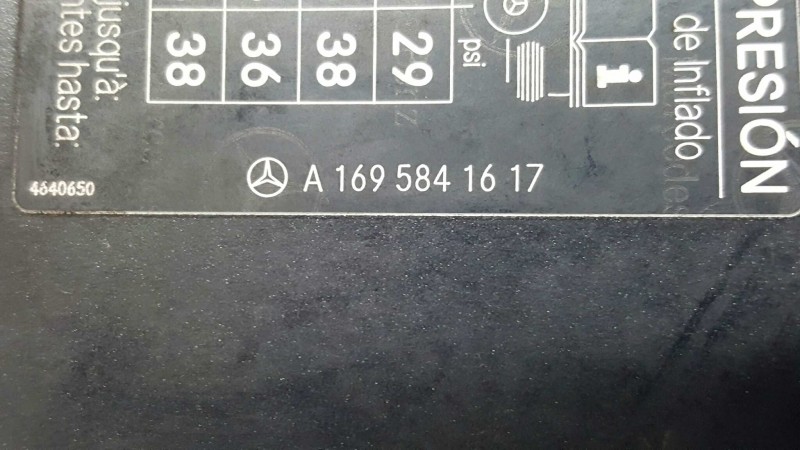 PRESIÓN
de Inflado
psi
29
38
36
38
jusqu'à:
ntes hasta:
A 169 584 16 17
4640650